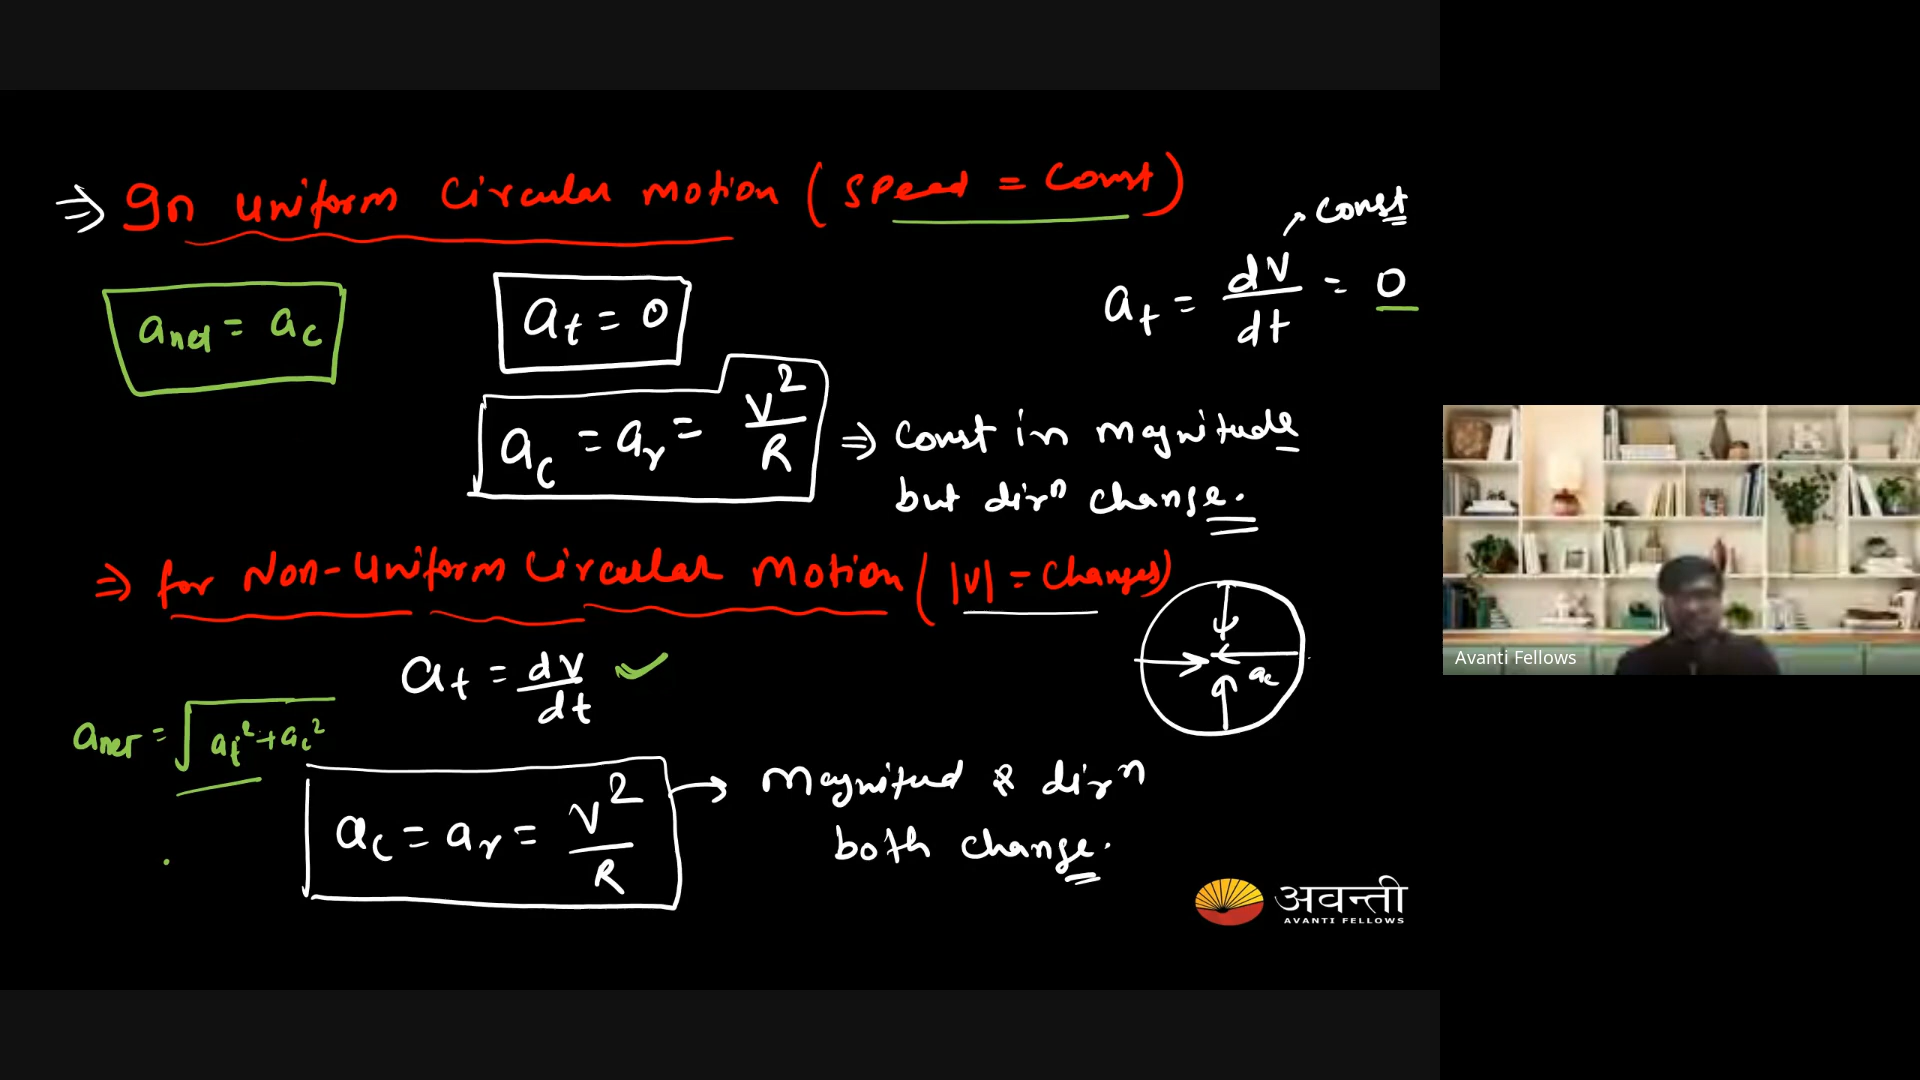 ⇒ In uniform Circular motion (Speed = Const)
a_net = a_c
a_t = 0
a_t = dv/dt = 0
const
a_c = a_r = v²/R ⇒ Const in magnitude
but dirⁿ change.
⇒ for Non-Uniform Circular Motion (|v| = Changes)
a_t = dv/dt ✓
a_c
a_net = √(a_t² + a_c²)
a_c = a_r = v²/R → Magnitud & dirⁿ
both change.
अवन्ती
AVANTI FELLOWS
Avanti Fellows